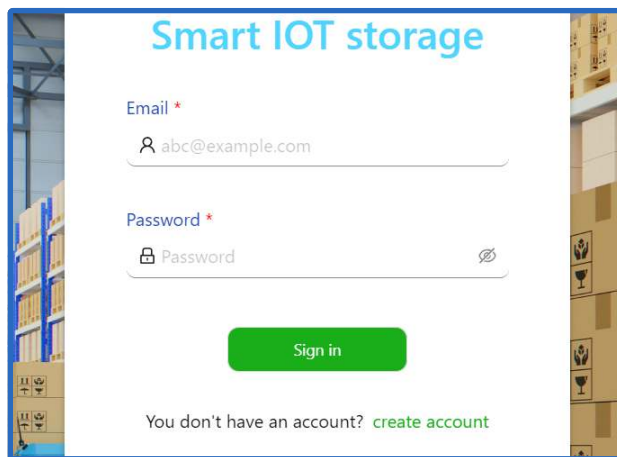 Smart IOT storage
Email *
abc@example.com
Password *
Password
Sign in
You don't have an account? create account